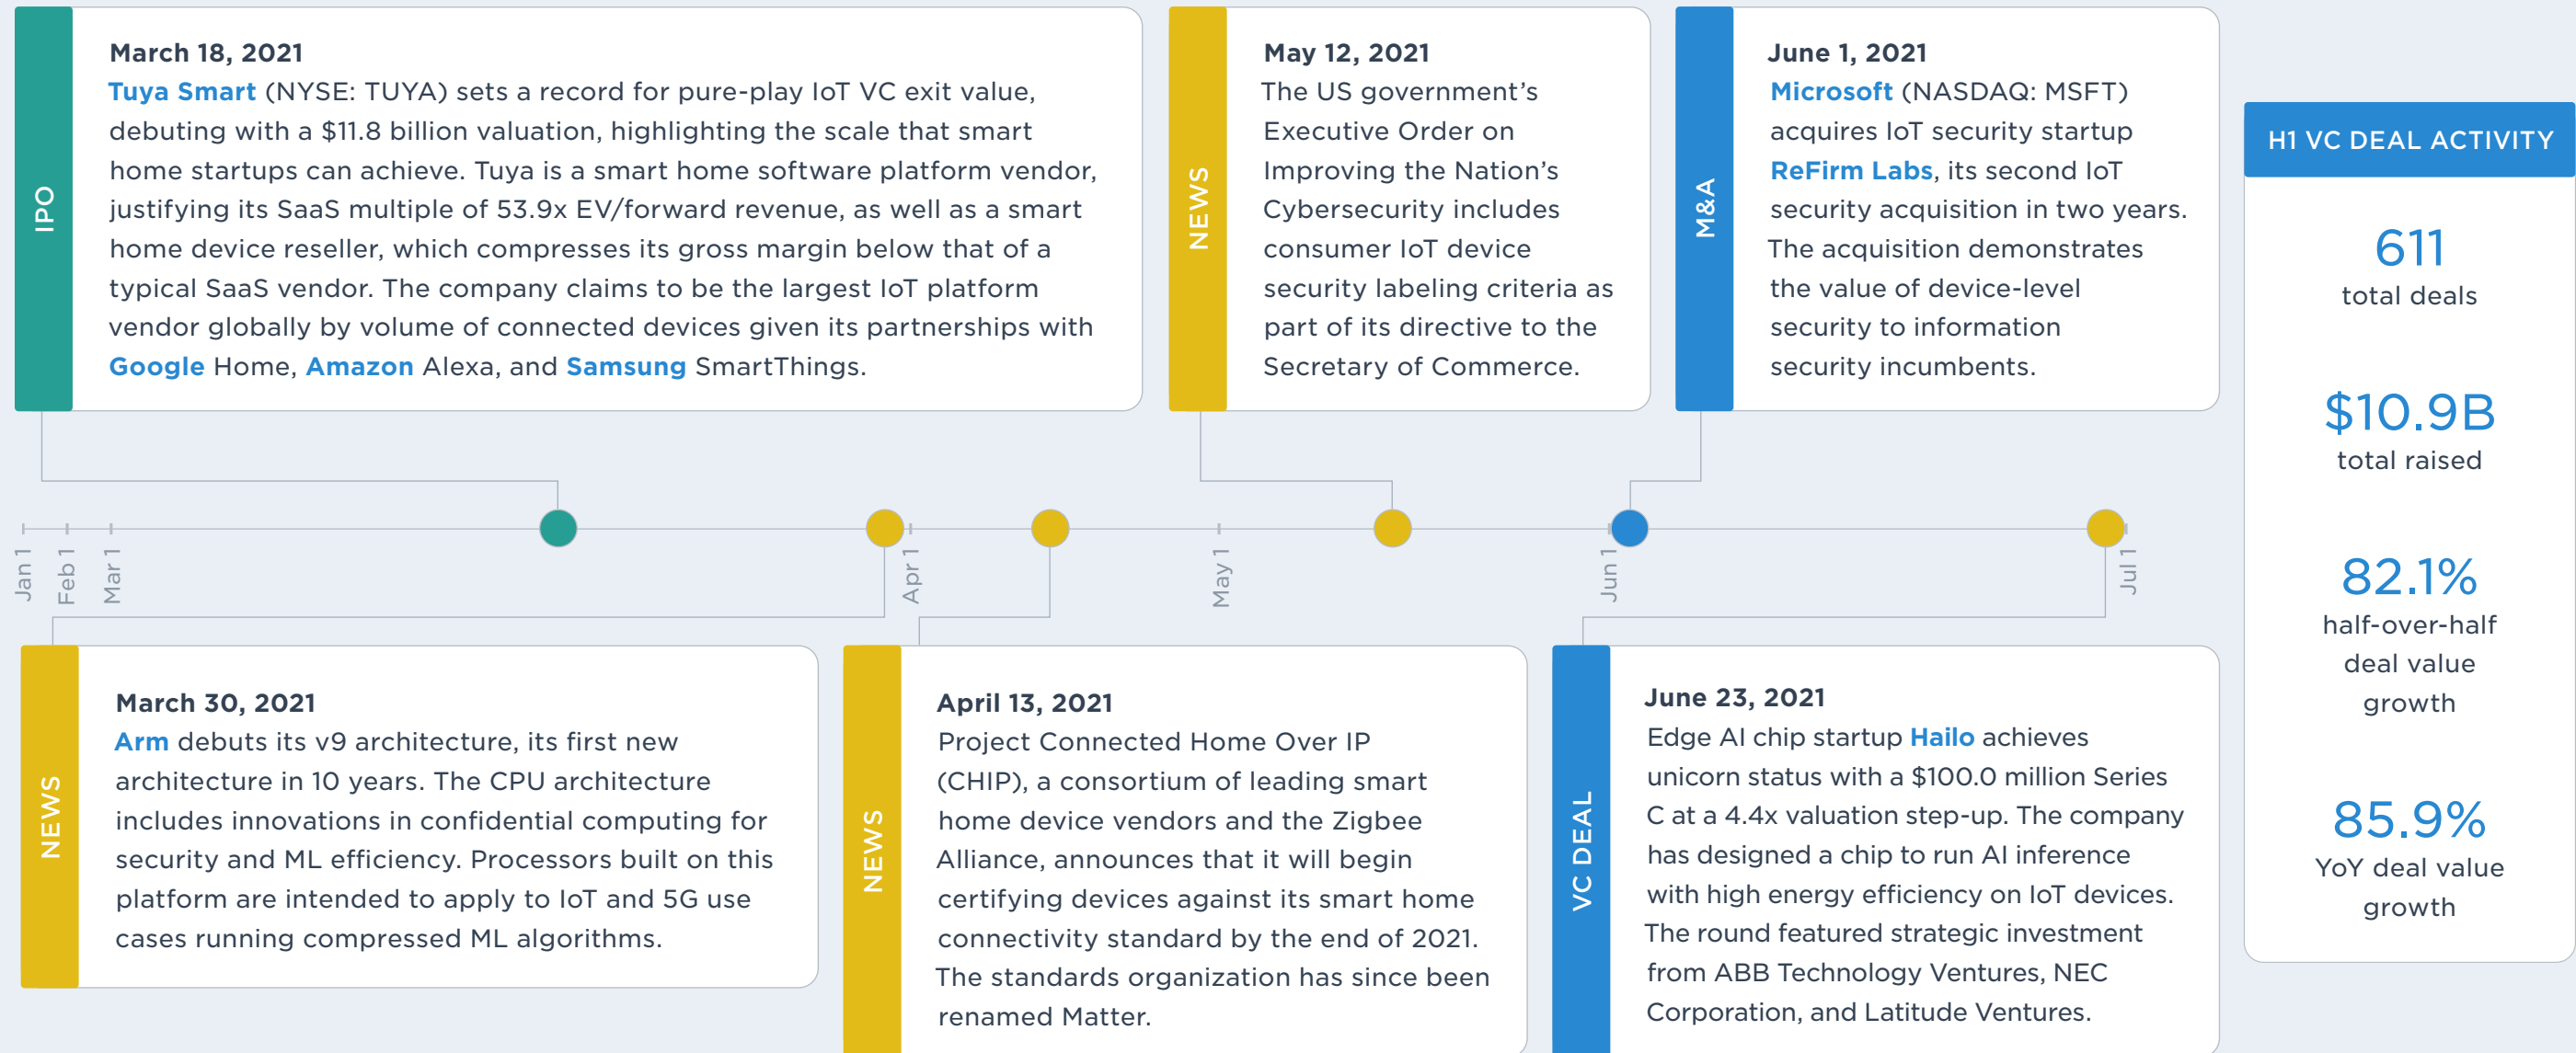 IPO
March 18, 2021
Tuya Smart (NYSE: TUYA) sets a record for pure-play IoT VC exit value,
debuting with a $11.8 billion valuation, highlighting the scale that smart
home startups can achieve. Tuya is a smart home software platform vendor,
justifying its SaaS multiple of 53.9x EV/forward revenue, as well as a smart
home device reseller, which compresses its gross margin below that of a
typical SaaS vendor. The company claims to be the largest IoT platform
vendor globally by volume of connected devices given its partnerships with
Google Home, Amazon Alexa, and Samsung SmartThings.
NEWS
May 12, 2021
The US government's
Executive Order on
Improving the Nation's
Cybersecurity includes
consumer IoT device
security labeling criteria as
part of its directive to the
Secretary of Commerce.
M&A
June 1, 2021
Microsoft (NASDAQ: MSFT)
acquires IoT security startup
ReFirm Labs, its second IoT
security acquisition in two years.
The acquisition demonstrates
the value of device-level
security to information
security incumbents.
Jan 1
Feb 1
Mar 1
Apr 1
May 1
Jun 1
Jul 1
NEWS
March 30, 2021
Arm debuts its v9 architecture, its first new
architecture in 10 years. The CPU architecture
includes innovations in confidential computing for
security and ML efficiency. Processors built on this
platform are intended to apply to IoT and 5G use
cases running compressed ML algorithms.
NEWS
April 13, 2021
Project Connected Home Over IP
(CHIP), a consortium of leading smart
home device vendors and the Zigbee
Alliance, announces that it will begin
certifying devices against its smart home
connectivity standard by the end of 2021.
The standards organization has since been
renamed Matter.
VC DEAL
June 23, 2021
Edge AI chip startup Hailo achieves
unicorn status with a $100.0 million Series
C at a 4.4x valuation step-up. The company
has designed a chip to run AI inference
with high energy efficiency on IoT devices.
The round featured strategic investment
from ABB Technology Ventures, NEC
Corporation, and Latitude Ventures.
H1 VC DEAL ACTIVITY
611
total deals
$10.9B
total raised
82.1%
half-over-half
deal value
growth
85.9%
YoY deal value
growth